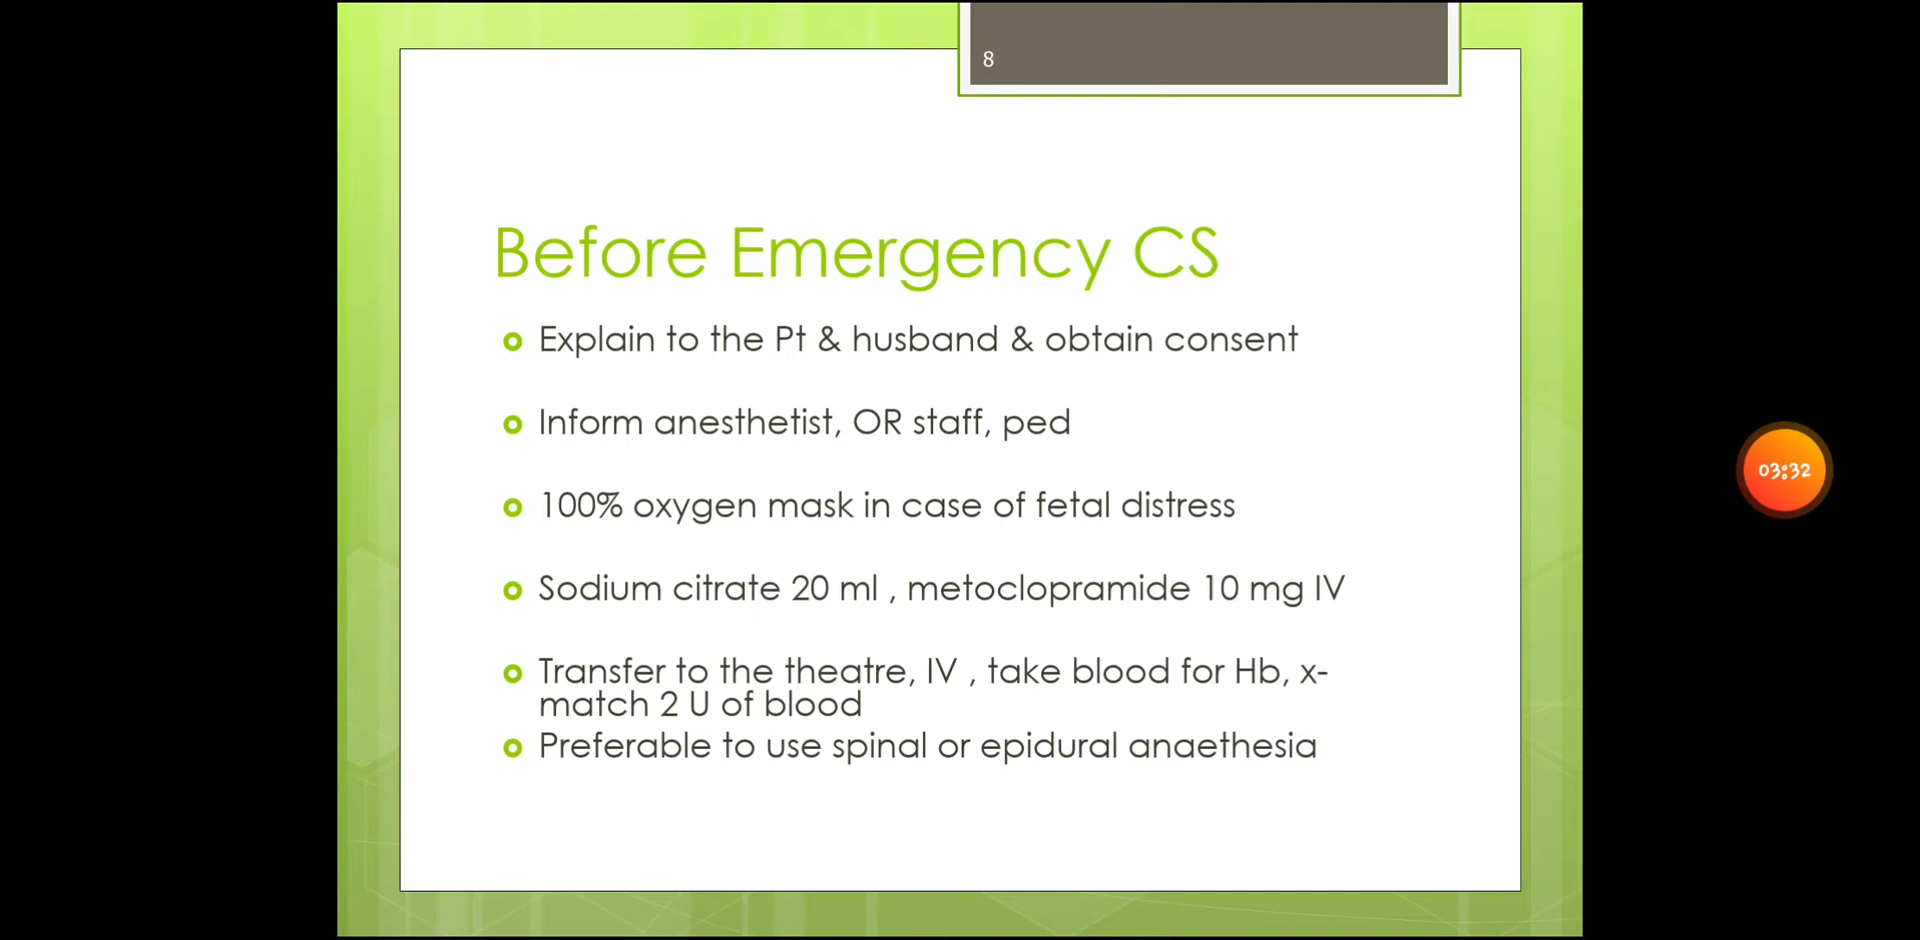 8
Before Emergency CS
Explain to the Pt & husband & obtain consent
Inform anesthetist, OR staff, ped
100% oxygen mask in case of fetal distress
Sodium citrate 20 ml , metoclopramide 10 mg IV
Transfer to the theatre, IV , take blood for Hb, x-
match 2 U of blood
Preferable to use spinal or epidural anaethesia
03:32